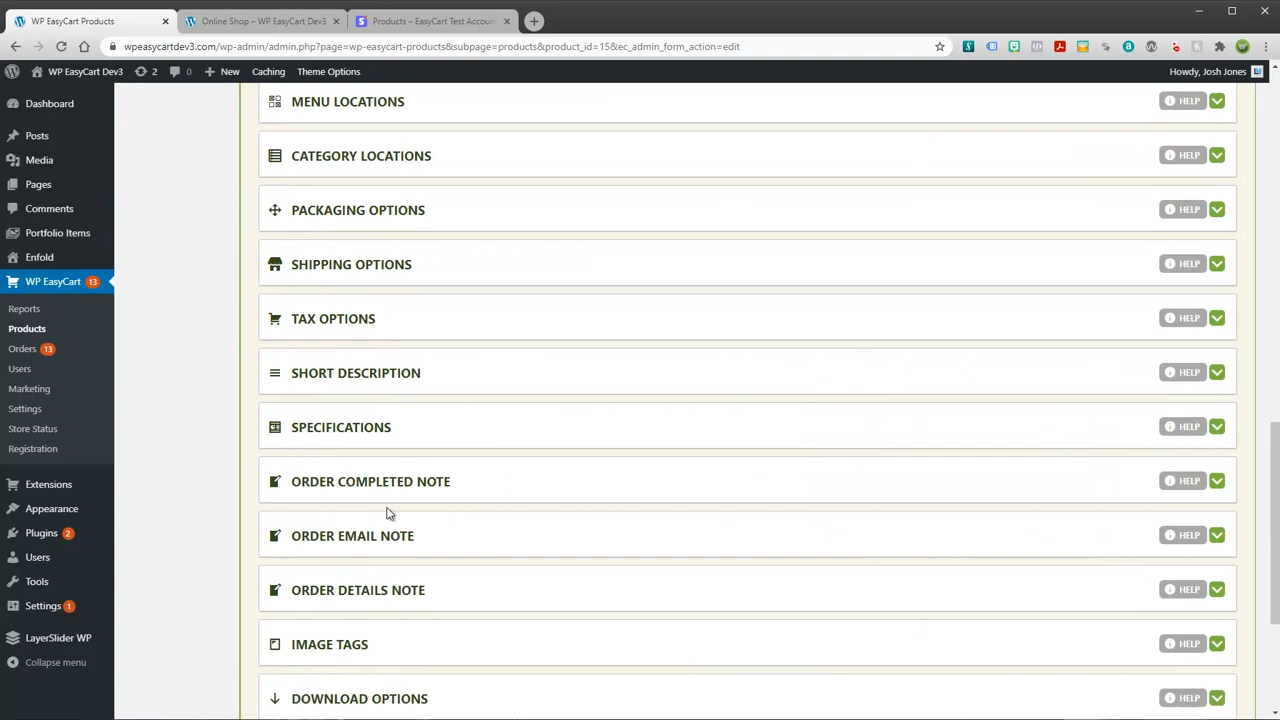 WP EasyCart Products
Online Shop – WP EasyCart Dev3
Products – EasyCart Test Accoun
wpeasycartdev3.com/wp-admin/admin.php?page=wp-easycart-products&subpage=products&product_id=15&ec_admin_form_action=edit
WP EasyCart Dev3
2
0
New
Caching
Theme Options
Howdy, Josh Jones
Dashboard
Posts
Media
Pages
Comments
Portfolio Items
Enfold
WP EasyCart 13
Reports
Products
Orders 13
Users
Marketing
Settings
Store Status
Registration
Extensions
Appearance
Plugins 2
Users
Tools
Settings 1
LayerSlider WP
Collapse menu
MENU LOCATIONS
HELP
CATEGORY LOCATIONS
HELP
PACKAGING OPTIONS
HELP
SHIPPING OPTIONS
HELP
TAX OPTIONS
HELP
SHORT DESCRIPTION
HELP
SPECIFICATIONS
HELP
ORDER COMPLETED NOTE
HELP
ORDER EMAIL NOTE
HELP
ORDER DETAILS NOTE
HELP
IMAGE TAGS
HELP
DOWNLOAD OPTIONS
HELP